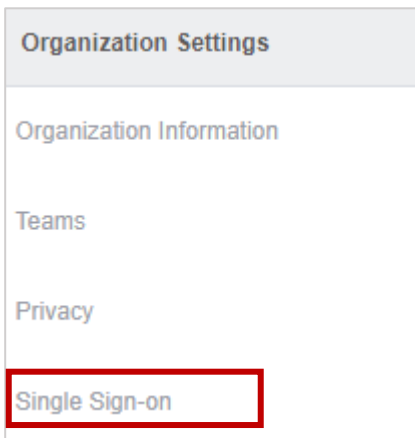 Organization Settings
Organization Information
Teams
Privacy
Single Sign-on